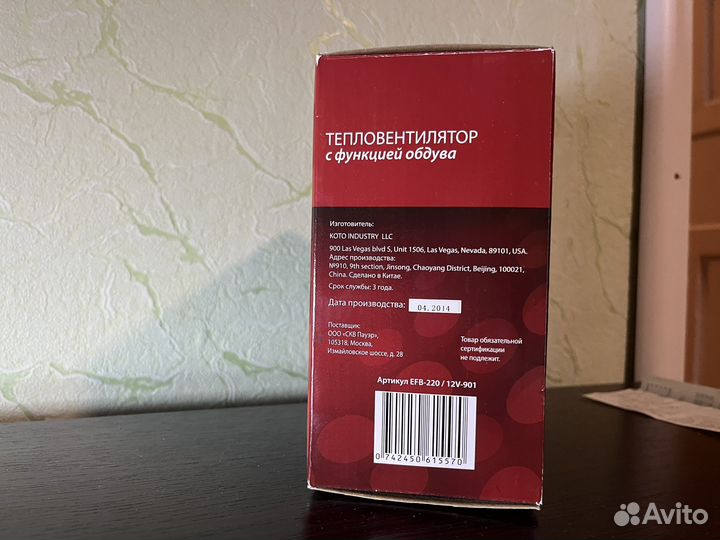 ТЕПЛОВЕНТИЛЯТОР
с функцией обдува
Изготовитель:
KOTO INDUSTRY LLC
900 Las Vegas blvd S, Unit 1506, Las Vegas, Nevada, 89101, USA.
Адрес производства:
№910, 9th section, Jinsong, Chaoyang District, Beijing, 100021,
China. Сделано в Китае.
Срок службы: 3 года.
Дата производства: 04.2014
Поставщик:
ООО «СКВ Пауэр»,
105318, Москва,
Измайловское шоссе, д. 28
Товар обязательной
сертификации
не подлежит.
Артикул EFB-220 / 12V-901
0 742450 615570
Avito